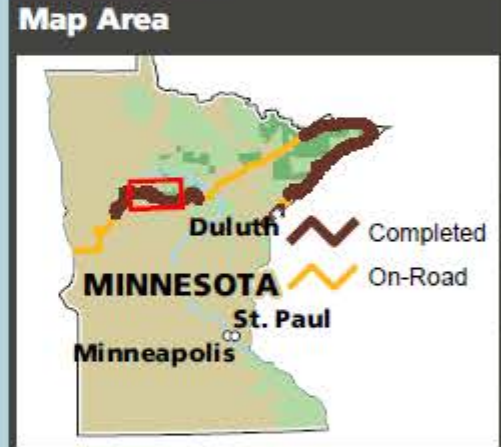 Map Area
Duluth
Completed
On-Road
MINNESOTA
St. Paul
Minneapolis